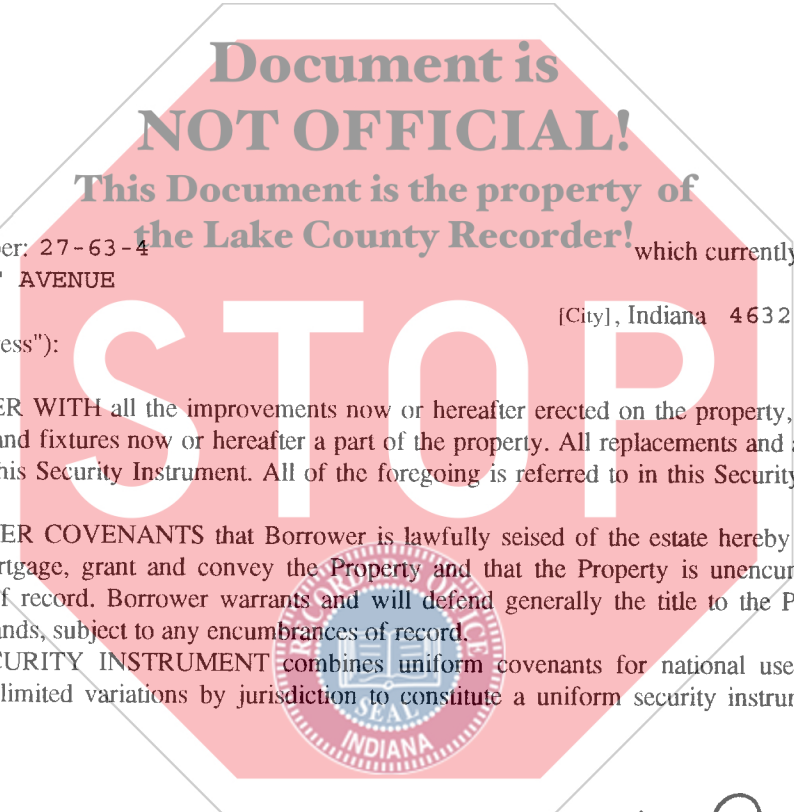 Document is
NOT OFFICIAL!
This Document is the property of
the Lake County Recorder!
er: 27-63-4 which currently
AVENUE
[City], Indiana 4632
ess"):
STOP
ER WITH all the improvements now or hereafter erected on the property,
and fixtures now or hereafter a part of the property. All replacements and a
his Security Instrument. All of the foregoing is referred to in this Security
ER COVENANTS that Borrower is lawfully seised of the estate hereby
rtgage, grant and convey the Property and that the Property is unencum
f record. Borrower warrants and will defend generally the title to the P
ands, subject to any encumbrances of record.
CURITY INSTRUMENT combines uniform covenants for national use
limited variations by jurisdiction to constitute a uniform security instrum
RECORDER'S OFFICE
SEAL
INDIANA